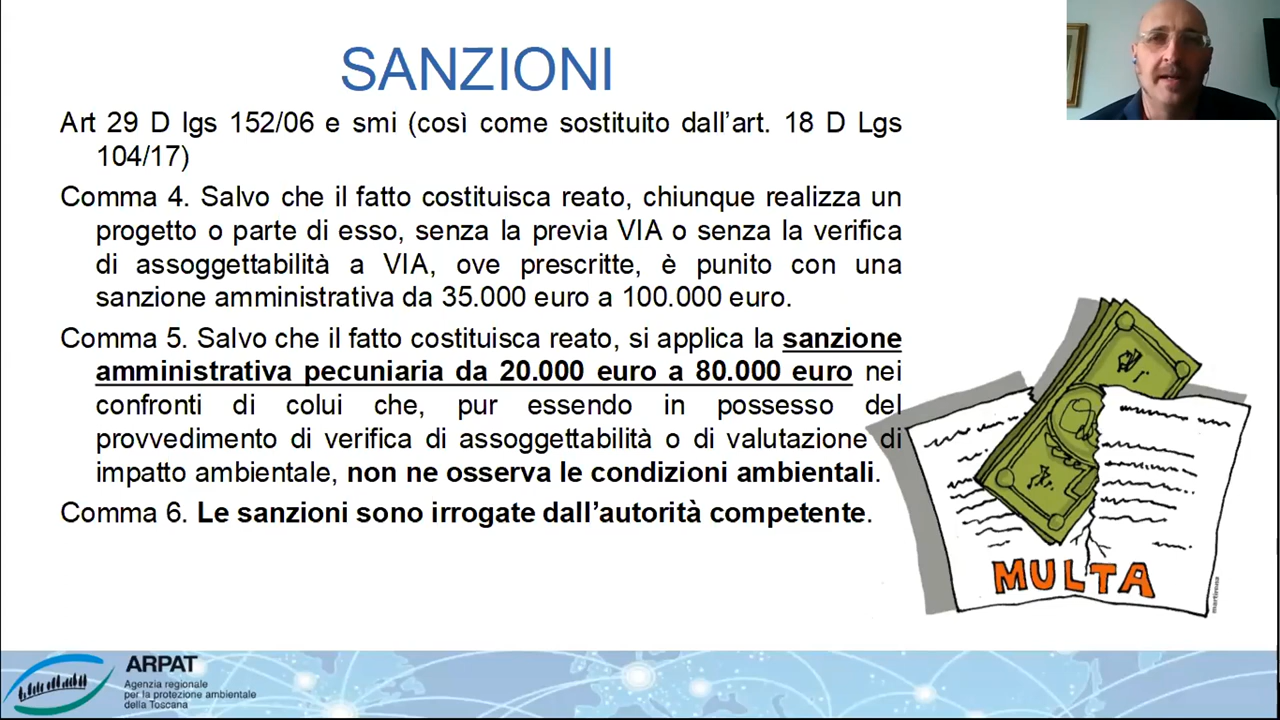 SANZIONI
Art 29 D lgs 152/06 e smi (così come sostituito dall'art. 18 D Lgs
104/17)
Comma 4. Salvo che il fatto costituisca reato, chiunque realizza un
progetto o parte di esso, senza la previa VIA o senza la verifica
di assoggettabilità a VIA, ove prescritte, è punito con una
sanzione amministrativa da 35.000 euro a 100.000 euro.
Comma 5. Salvo che il fatto costituisca reato, si applica la sanzione
amministrativa pecuniaria da 20.000 euro a 80.000 euro nei
confronti di colui che, pur essendo in possesso del
provvedimento di verifica di assoggettabilità o di valutazione di
impatto ambientale, non ne osserva le condizioni ambientali.
Comma 6. Le sanzioni sono irrogate dall'autorità competente.
MULTA
ARPAT
Agenzia regionale
per la protezione ambientale
della Toscana